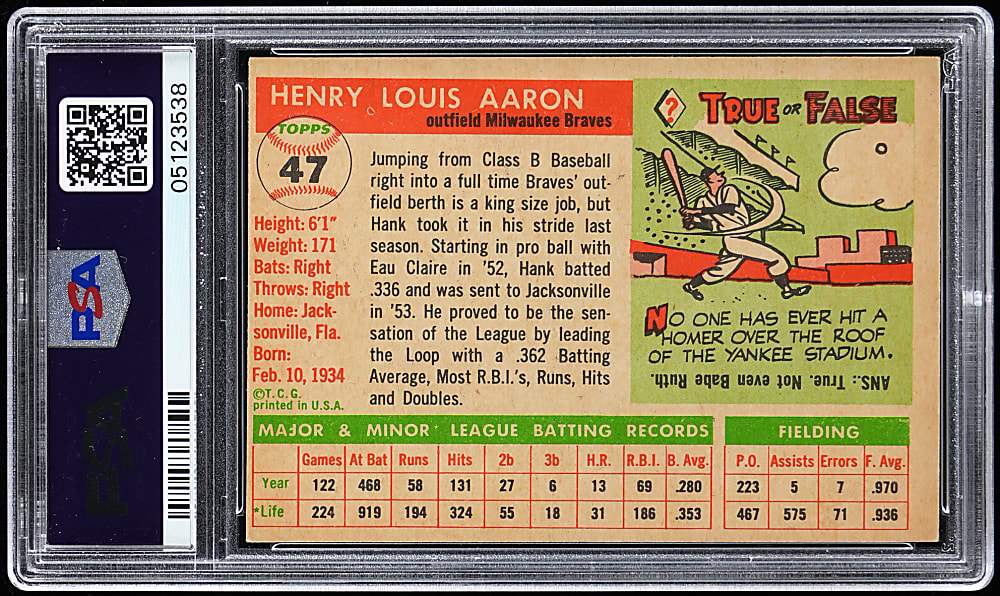 HENRY LOUIS AARON
outfield Milwaukee Braves
TOPPS
47
Height: 6'1"
Weight: 171
Bats: Right
Throws: Right
Home: Jack-
sonville, Fla.
Born:
Feb. 10, 1934
©T.C.G.
printed in U.S.A.
Jumping from Class B Baseball
right into a full time Braves' out-
field berth is a king size job, but
Hank took it in his stride last
season. Starting in pro ball with
Eau Claire in '52, Hank batted
.336 and was sent to Jacksonville
in '53. He proved to be the sen-
sation of the League by leading
the Loop with a .362 Batting
Average, Most R.B.I.'s, Runs, Hits
and Doubles.
? TRUE OR FALSE
NO ONE HAS EVER HIT A
HOMER OVER THE ROOF
OF THE YANKEE STADIUM.
ANS.: True. Not even Babe Ruth.
MAJOR & MINOR LEAGUE BATTING RECORDS
Games At Bat Runs Hits 2b 3b H.R. R.B.I. B. Avg.
Year 122 468 58 131 27 6 13 69 .280
*Life 224 919 194 324 55 18 31 186 .353
FIELDING
P.O. Assists Errors F. Avg.
223 5 7 .970
467 575 71 .936
05123538
PSA
PSA